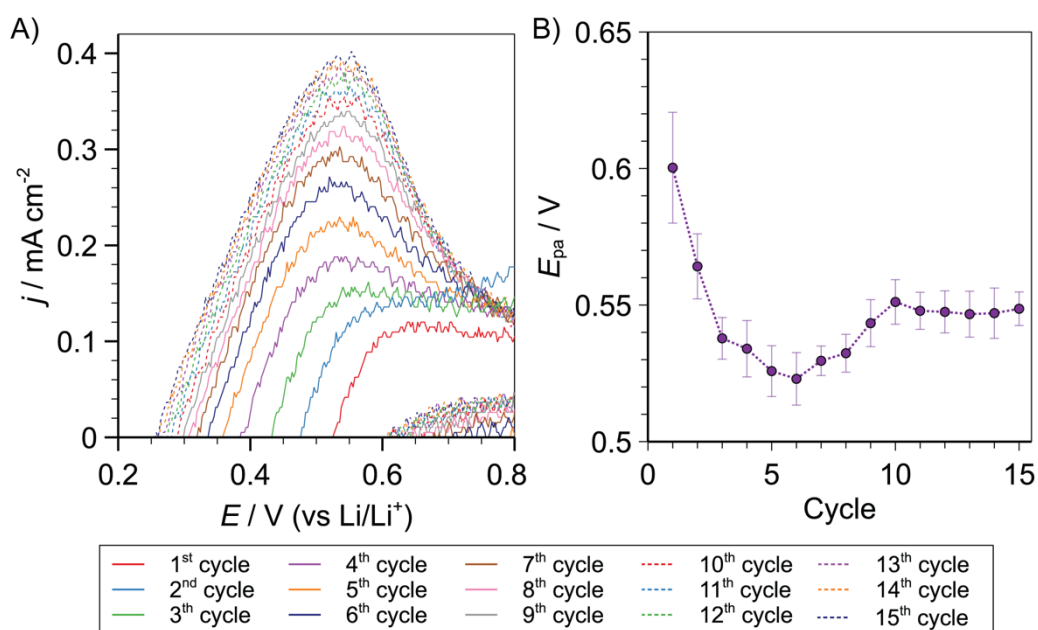 A)
B)
0.4
0.3
0.2
0.1
0
j / mA cm⁻²
0.2
0.4
0.6
0.8
E / V (vs Li/Li⁺)
0.65
0.6
0.55
0.5
Eₚₐ / V
0
5
10
15
Cycle
1ˢᵗ cycle
4ᵗʰ cycle
7ᵗʰ cycle
10ᵗʰ cycle
13ᵗʰ cycle
2ⁿᵈ cycle
5ᵗʰ cycle
8ᵗʰ cycle
11ᵗʰ cycle
14ᵗʰ cycle
3ᵗʰ cycle
6ᵗʰ cycle
9ᵗʰ cycle
12ᵗʰ cycle
15ᵗʰ cycle